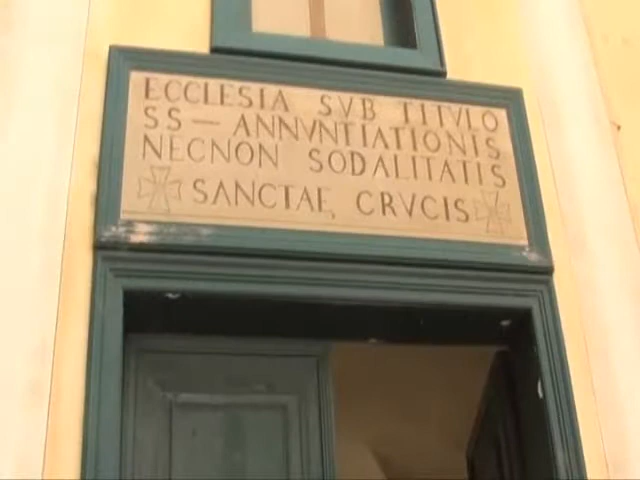 ECCLESIA SVB TITVLO
SS — ANNVNTIATIONIS
NECNON SODALITATIS
SANCTAE CRVCIS